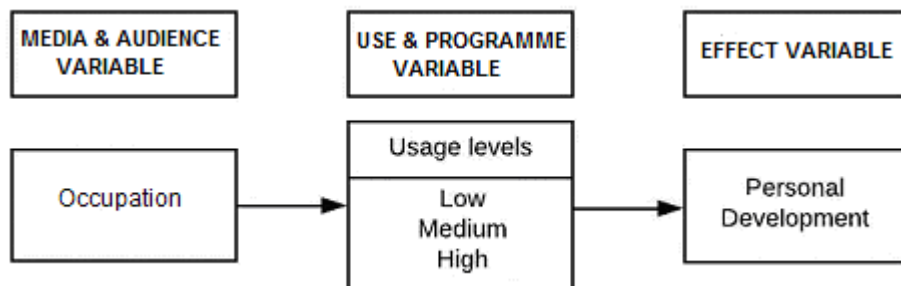 MEDIA & AUDIENCE
VARIABLE
USE & PROGRAMME
VARIABLE
EFFECT VARIABLE
Occupation
Usage levels
Low
Medium
High
Personal
Development